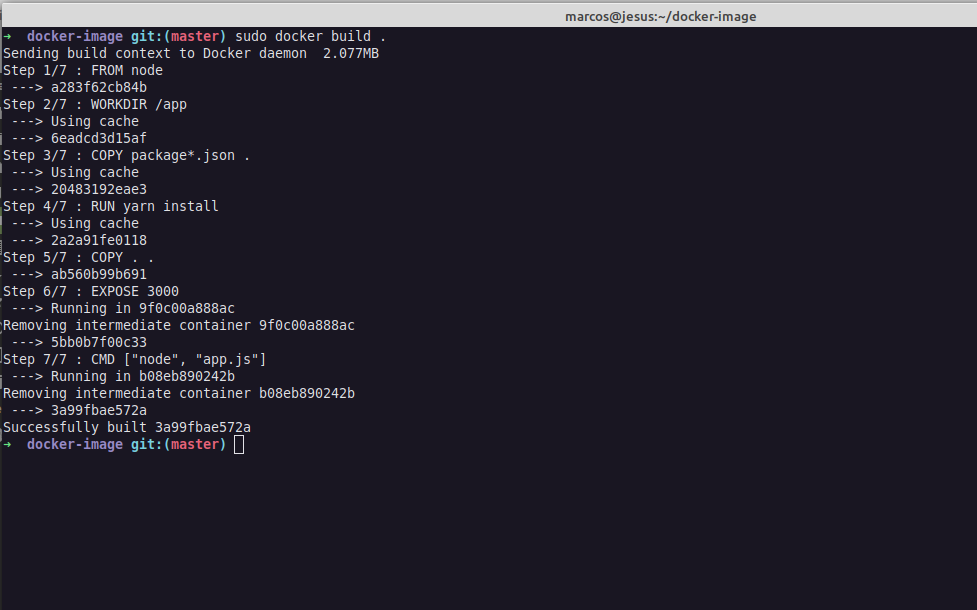 marcos@jesus:~/docker-image
➜  docker-image git:(master) sudo docker build .
Sending build context to Docker daemon  2.077MB
Step 1/7 : FROM node
 ---> a283f62cb84b
Step 2/7 : WORKDIR /app
 ---> Using cache
 ---> 6eadcd3d15af
Step 3/7 : COPY package*.json .
 ---> Using cache
 ---> 20483192eae3
Step 4/7 : RUN yarn install
 ---> Using cache
 ---> 2a2a91fe0118
Step 5/7 : COPY . .
 ---> ab560b99b691
Step 6/7 : EXPOSE 3000
 ---> Running in 9f0c00a888ac
Removing intermediate container 9f0c00a888ac
 ---> 5bb0b7f00c33
Step 7/7 : CMD ["node", "app.js"]
 ---> Running in b08eb890242b
Removing intermediate container b08eb890242b
 ---> 3a99fbae572a
Successfully built 3a99fbae572a
➜  docker-image git:(master)